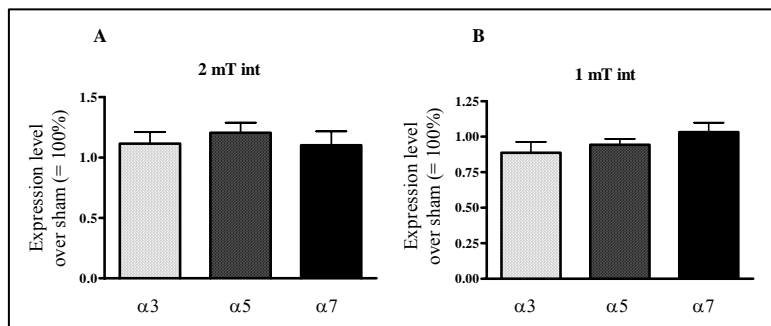 A
2 mT int
Expression level
over sham (= 100%)
1.5
1.0
0.5
0.0
α3 α5 α7
B
1 mT int
Expression level
over sham (= 100%)
1.25
1.00
0.75
0.50
0.25
0.00
α3 α5 α7